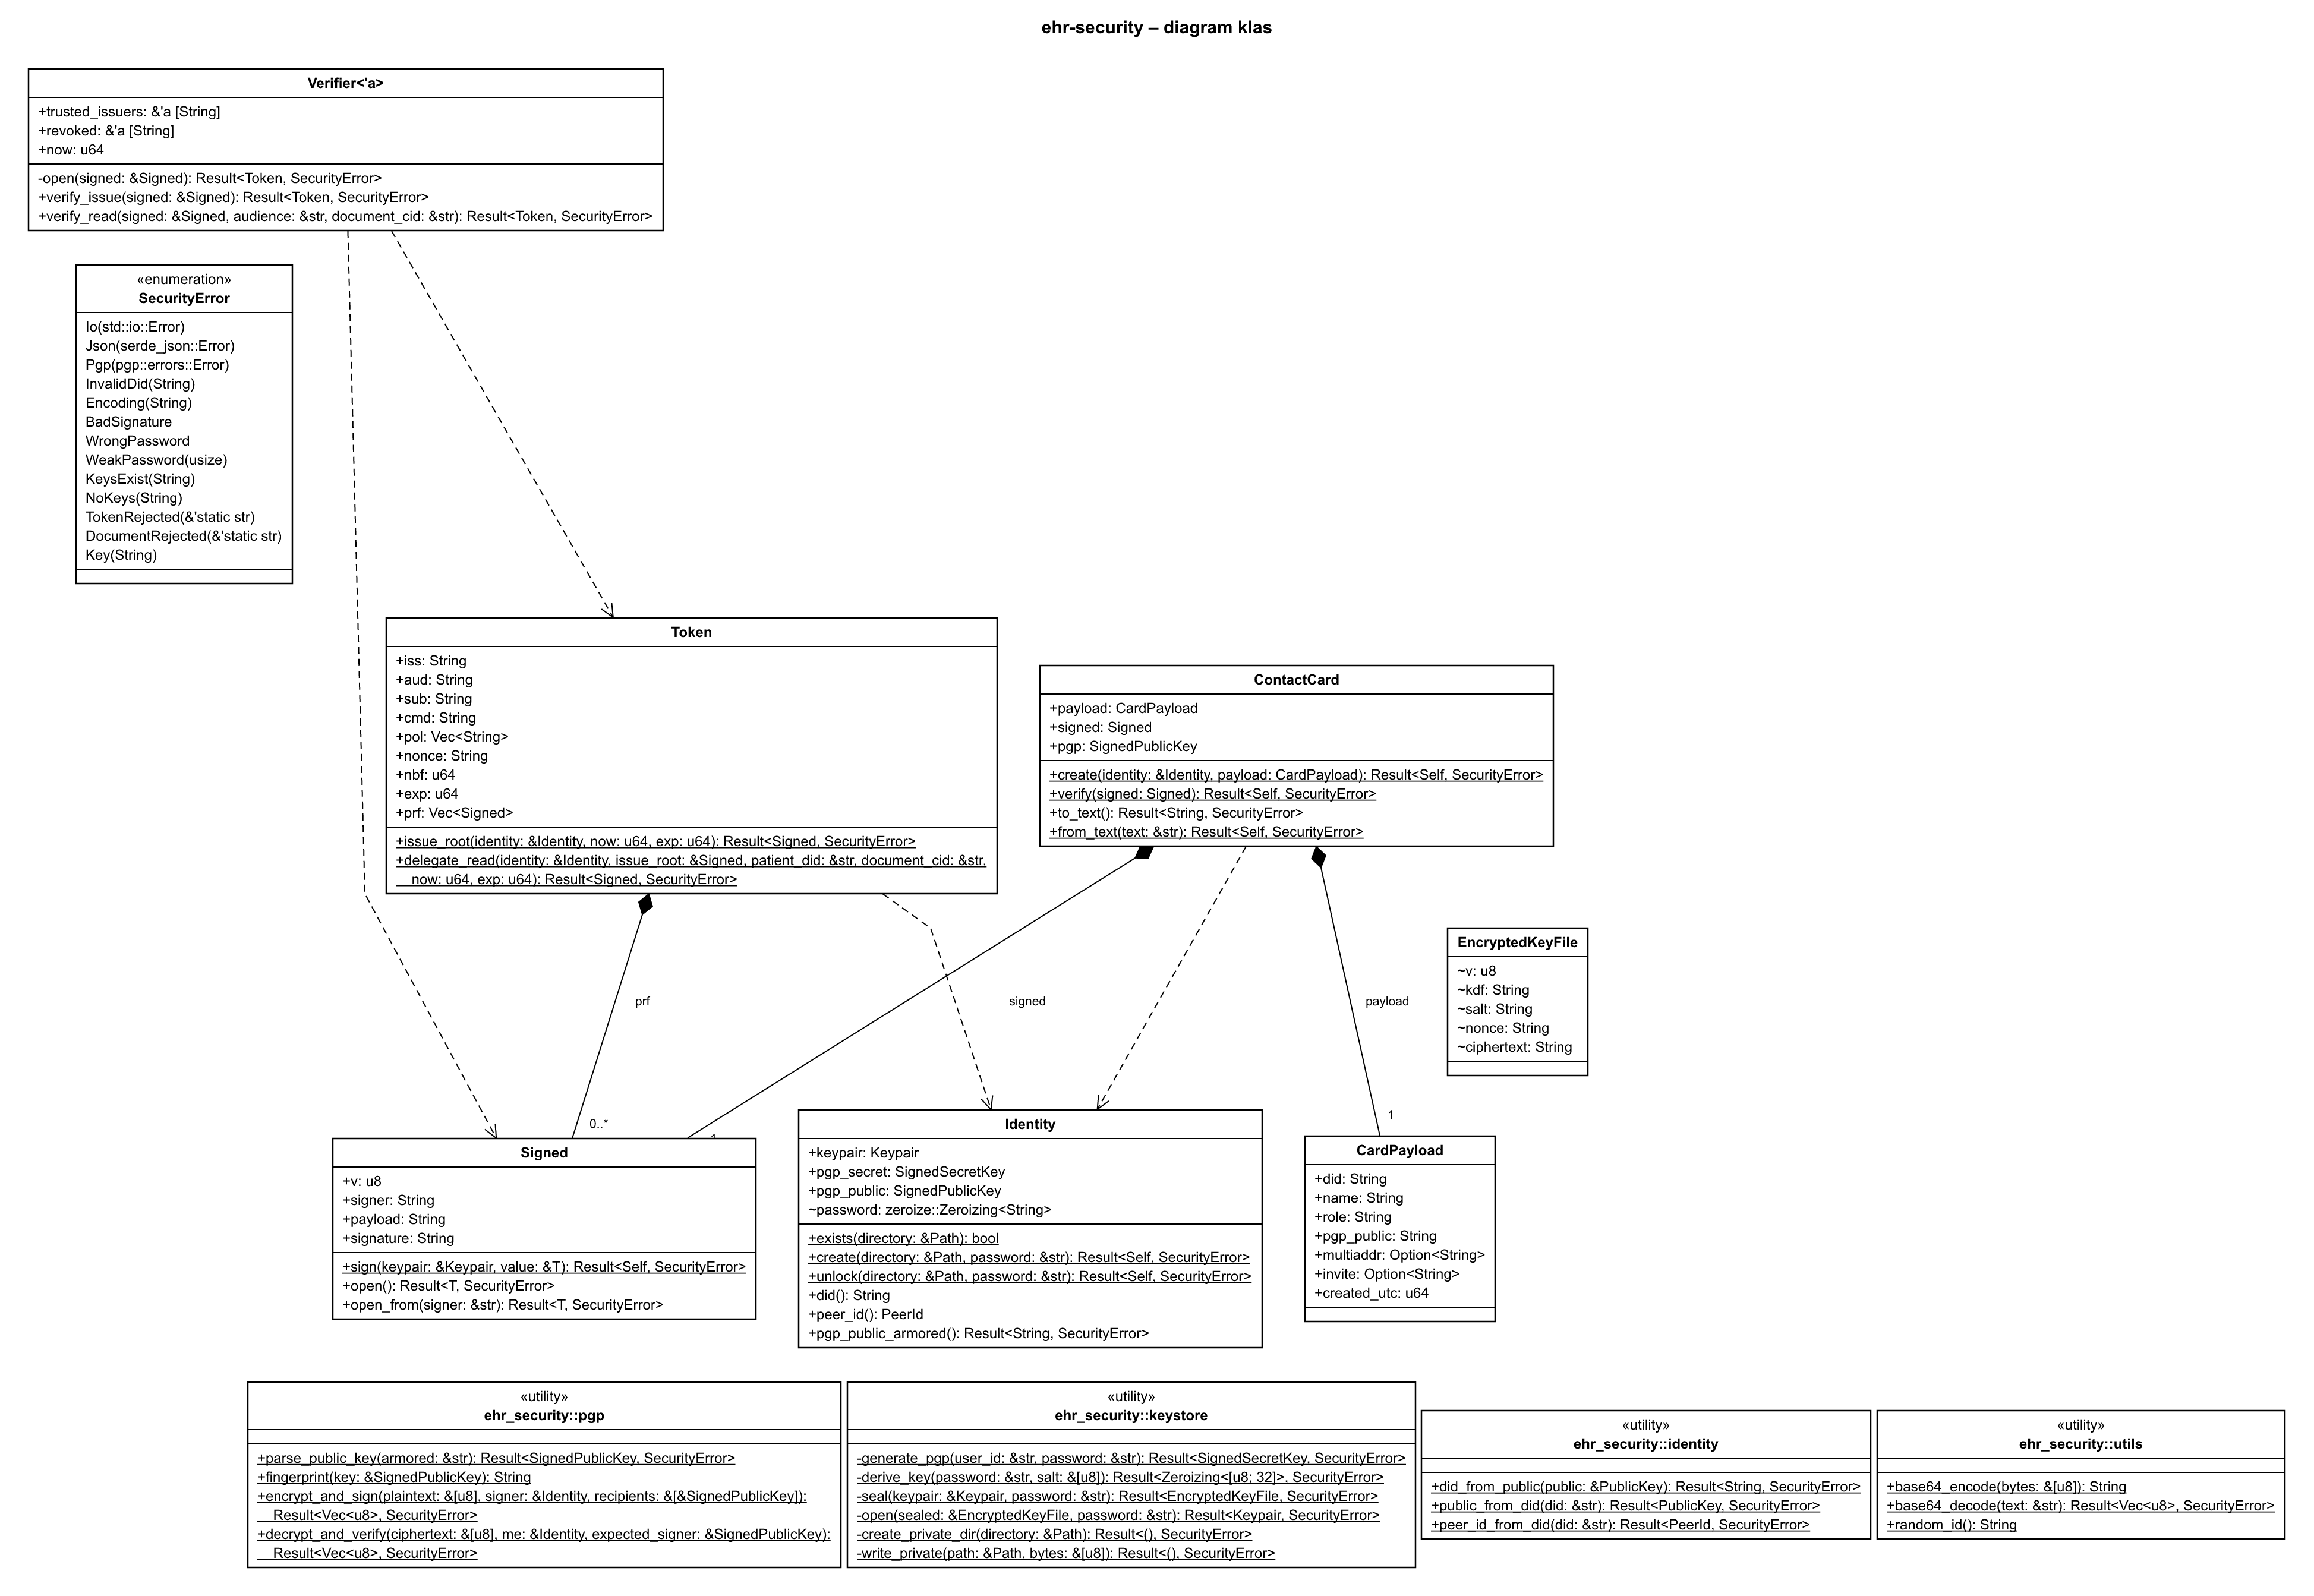 ehr-security – diagram klas
Verifier<'a>
+trusted_issuers: &'a [String]
+revoked: &'a [String]
+now: u64
-open(signed: &Signed): Result<Token, SecurityError>
+verify_issue(signed: &Signed): Result<Token, SecurityError>
+verify_read(signed: &Signed, audience: &str, document_cid: &str): Result<Token, SecurityError>
«enumeration»
SecurityError
Io(std::io::Error)
Json(serde_json::Error)
Pgp(pgp::errors::Error)
InvalidDid(String)
Encoding(String)
BadSignature
WrongPassword
WeakPassword(usize)
KeysExist(String)
NoKeys(String)
TokenRejected(&'static str)
DocumentRejected(&'static str)
Key(String)
Token
+iss: String
+aud: String
+sub: String
+cmd: String
+pol: Vec<String>
+nonce: String
+nbf: u64
+exp: u64
+prf: Vec<Signed>
+issue_root(identity: &Identity, now: u64, exp: u64): Result<Signed, SecurityError>
+delegate_read(identity: &Identity, issue_root: &Signed, patient_did: &str, document_cid: &str,
now: u64, exp: u64): Result<Signed, SecurityError>
ContactCard
+payload: CardPayload
+signed: Signed
+pgp: SignedPublicKey
+create(identity: &Identity, payload: CardPayload): Result<Self, SecurityError>
+verify(signed: Signed): Result<Self, SecurityError>
+to_text(): Result<String, SecurityError>
+from_text(text: &str): Result<Self, SecurityError>
EncryptedKeyFile
~v: u8
~kdf: String
~salt: String
~nonce: String
~ciphertext: String
prf
signed
payload
0..*
1
Signed
+v: u8
+signer: String
+payload: String
+signature: String
+sign(keypair: &Keypair, value: &T): Result<Self, SecurityError>
+open(): Result<T, SecurityError>
+open_from(signer: &str): Result<T, SecurityError>
Identity
+keypair: Keypair
+pgp_secret: SignedSecretKey
+pgp_public: SignedPublicKey
~password: zeroize::Zeroizing<String>
+exists(directory: &Path): bool
+create(directory: &Path, password: &str): Result<Self, SecurityError>
+unlock(directory: &Path, password: &str): Result<Self, SecurityError>
+did(): String
+peer_id(): PeerId
+pgp_public_armored(): Result<String, SecurityError>
CardPayload
+did: String
+name: String
+role: String
+pgp_public: String
+multiaddr: Option<String>
+invite: Option<String>
+created_utc: u64
«utility»
ehr_security::pgp
+parse_public_key(armored: &str): Result<SignedPublicKey, SecurityError>
+fingerprint(key: &SignedPublicKey): String
+encrypt_and_sign(plaintext: &[u8], signer: &Identity, recipients: &[&SignedPublicKey]):
Result<Vec<u8>, SecurityError>
+decrypt_and_verify(ciphertext: &[u8], me: &Identity, expected_signer: &SignedPublicKey):
Result<Vec<u8>, SecurityError>
«utility»
ehr_security::keystore
-generate_pgp(user_id: &str, password: &str): Result<SignedSecretKey, SecurityError>
-derive_key(password: &str, salt: &[u8]): Result<Zeroizing<[u8; 32]>, SecurityError>
-seal(keypair: &Keypair, password: &str): Result<EncryptedKeyFile, SecurityError>
-open(sealed: &EncryptedKeyFile, password: &str): Result<Keypair, SecurityError>
-create_private_dir(directory: &Path): Result<(), SecurityError>
-write_private(path: &Path, bytes: &[u8]): Result<(), SecurityError>
«utility»
ehr_security::identity
+did_from_public(public: &PublicKey): Result<String, SecurityError>
+public_from_did(did: &str): Result<PublicKey, SecurityError>
+peer_id_from_did(did: &str): Result<PeerId, SecurityError>
«utility»
ehr_security::utils
+base64_encode(bytes: &[u8]): String
+base64_decode(text: &str): Result<Vec<u8>, SecurityError>
+random_id(): String